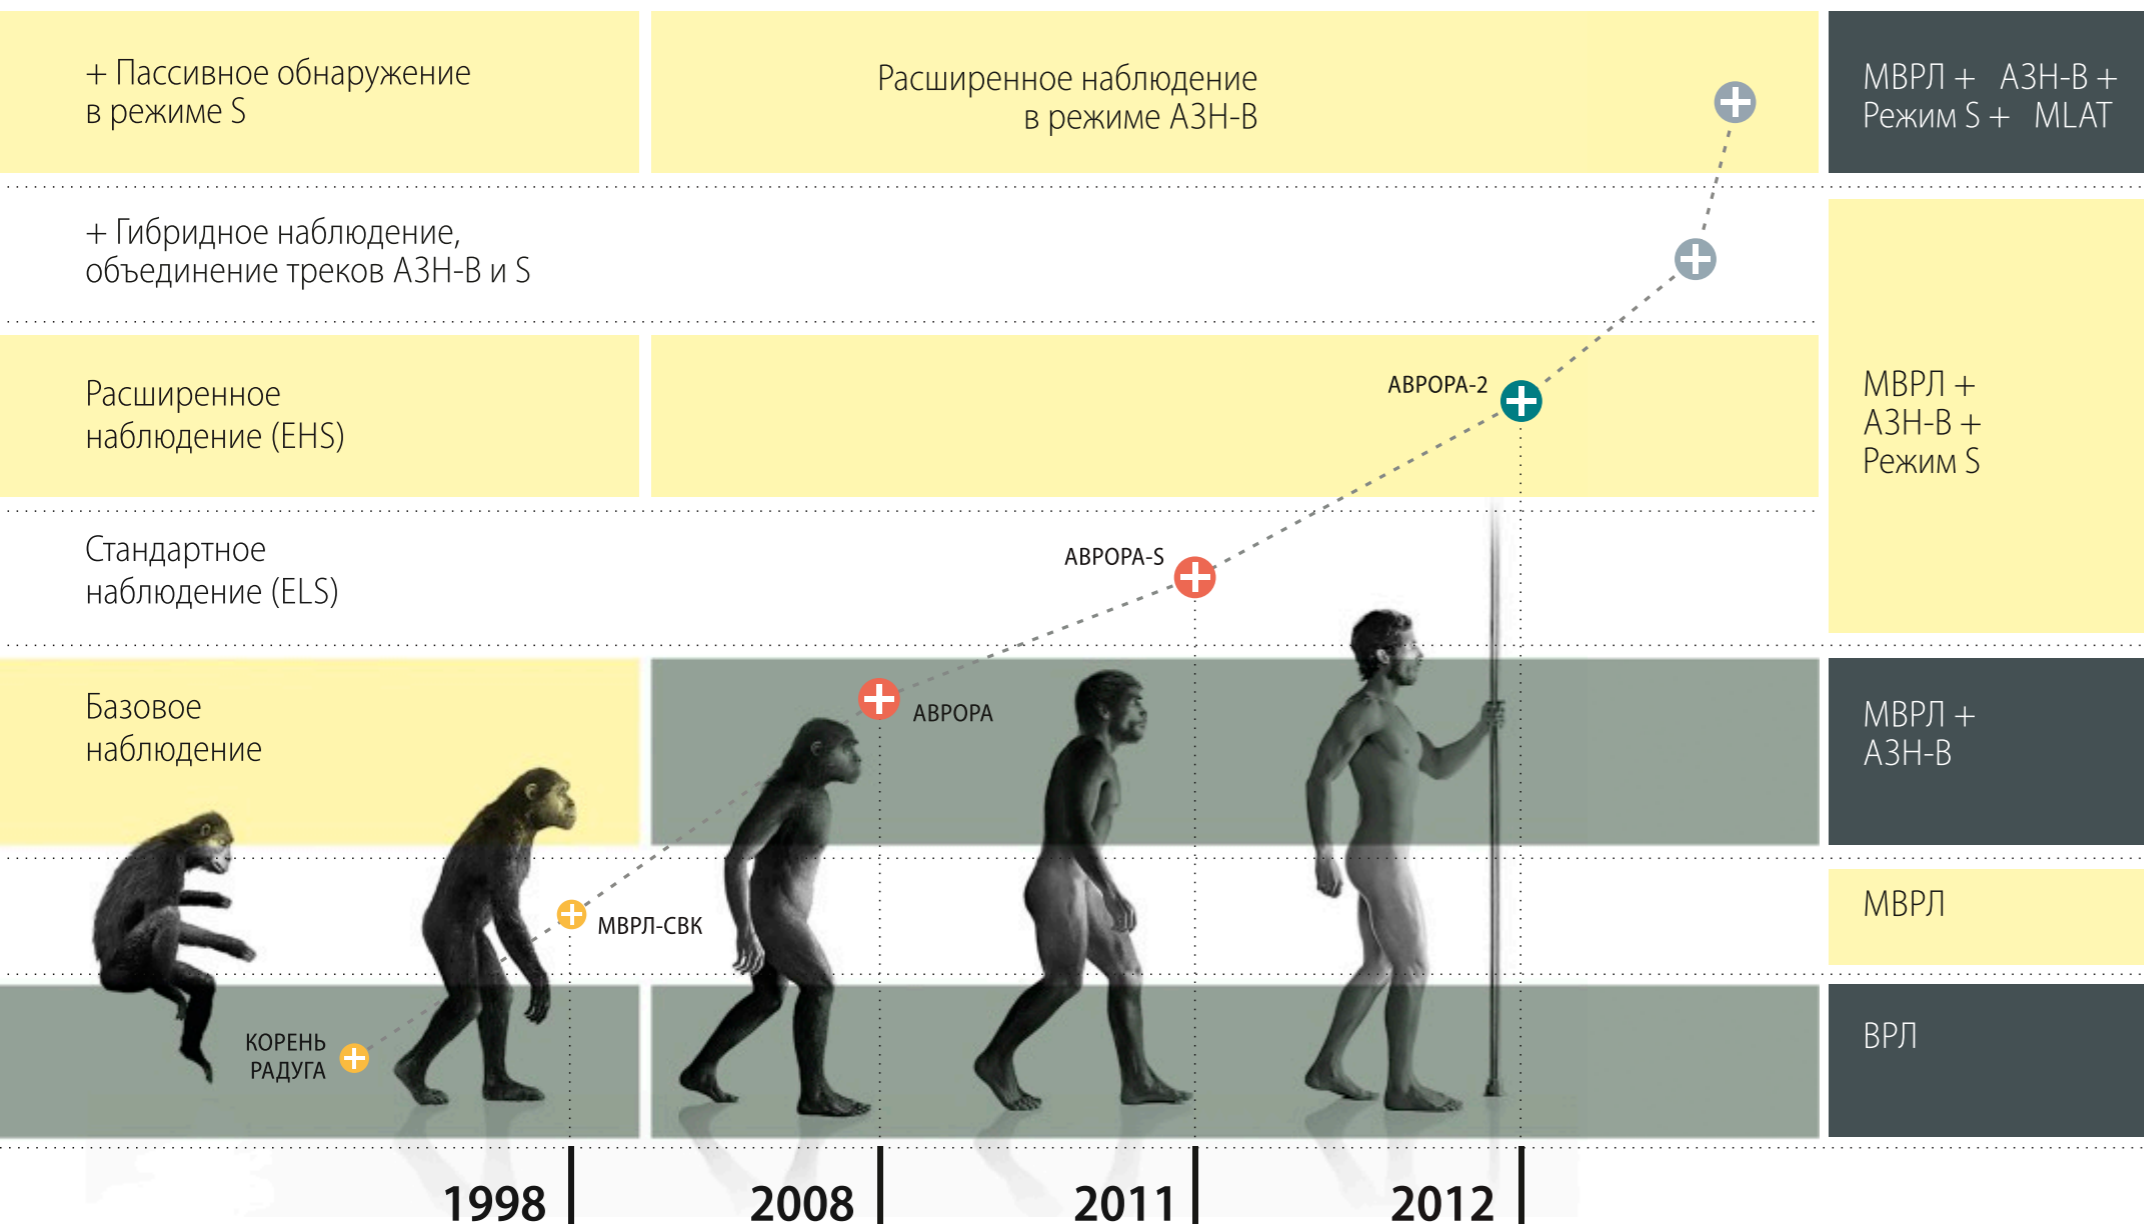 + Пассивное обнаружение
в режиме S
Расширенное наблюдение
в режиме АЗН-В
МВРЛ + АЗН-В +
Режим S + MLAT
+ Гибридное наблюдение,
объединение треков АЗН-В и S
Расширенное
наблюдение (EHS)
АВРОРА-2
МВРЛ +
АЗН-В +
Режим S
Стандартное
наблюдение (ELS)
АВРОРА-S
Базовое
наблюдение
АВРОРА
МВРЛ +
АЗН-В
МВРЛ-СВК
МВРЛ
КОРЕНЬ
РАДУГА
ВРЛ
1998
2008
2011
2012